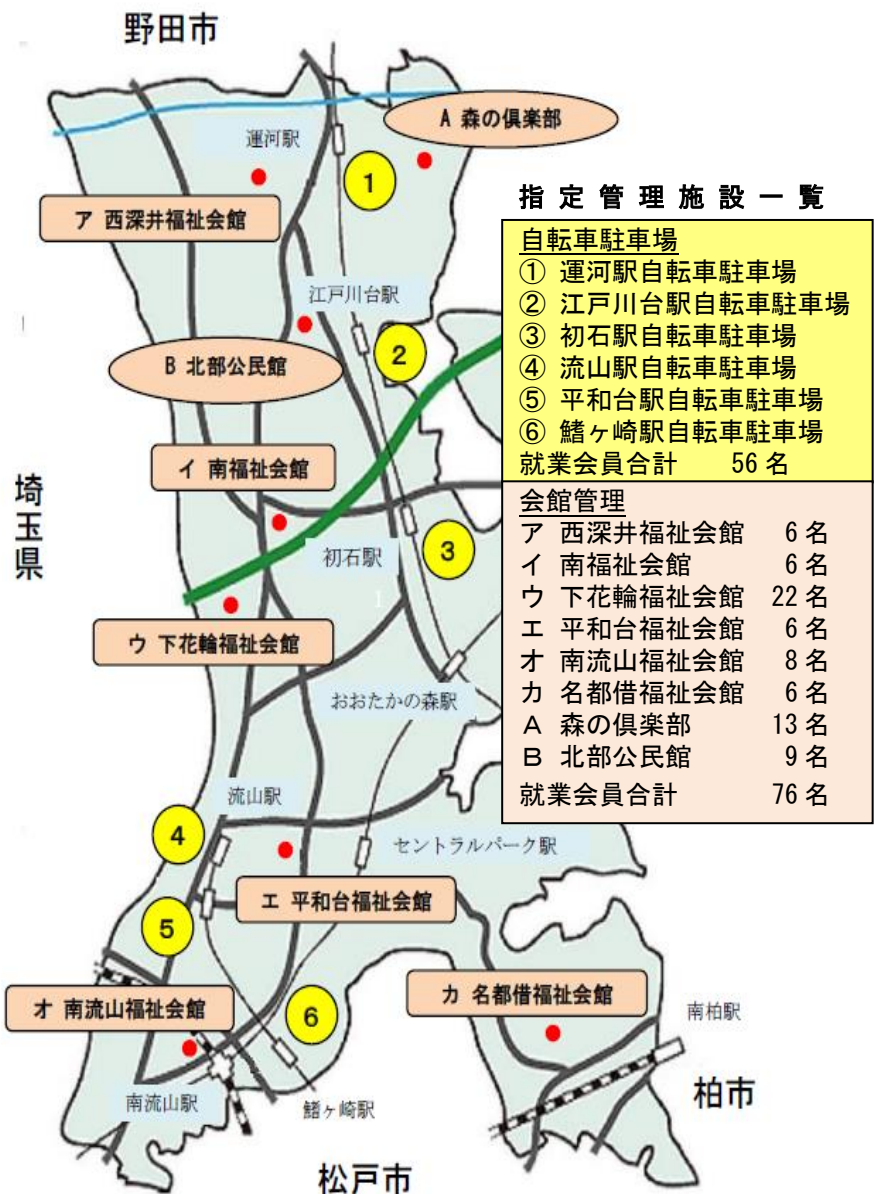 野田市
A 森の倶楽部
運河駅
①
ア 西深井福祉会館
江戸川台駅
②
B 北部公民館
イ 南福祉会館
埼玉県
初石駅
③
1
ウ 下花輪福祉会館
おおたかの森駅
流山駅
④
セントラルパーク駅
エ 平和台福祉会館
⑤
カ 名都借福祉会館
オ 南流山福祉会館
⑥
南柏駅
南流山駅
鰭ヶ崎駅
柏市
松戸市
指定管理施設一覧
自転車駐車場
① 運河駅自転車駐車場
② 江戸川台駅自転車駐車場
③ 初石駅自転車駐車場
④ 流山駅自転車駐車場
⑤ 平和台駅自転車駐車場
⑥ 鰭ヶ崎駅自転車駐車場
就業会員合計 56名
会館管理
ア 西深井福祉会館 6名
イ 南福祉会館 6名
ウ 下花輪福祉会館 22名
エ 平和台福祉会館 6名
オ 南流山福祉会館 8名
カ 名都借福祉会館 6名
A 森の倶楽部 13名
B 北部公民館 9名
就業会員合計 76名